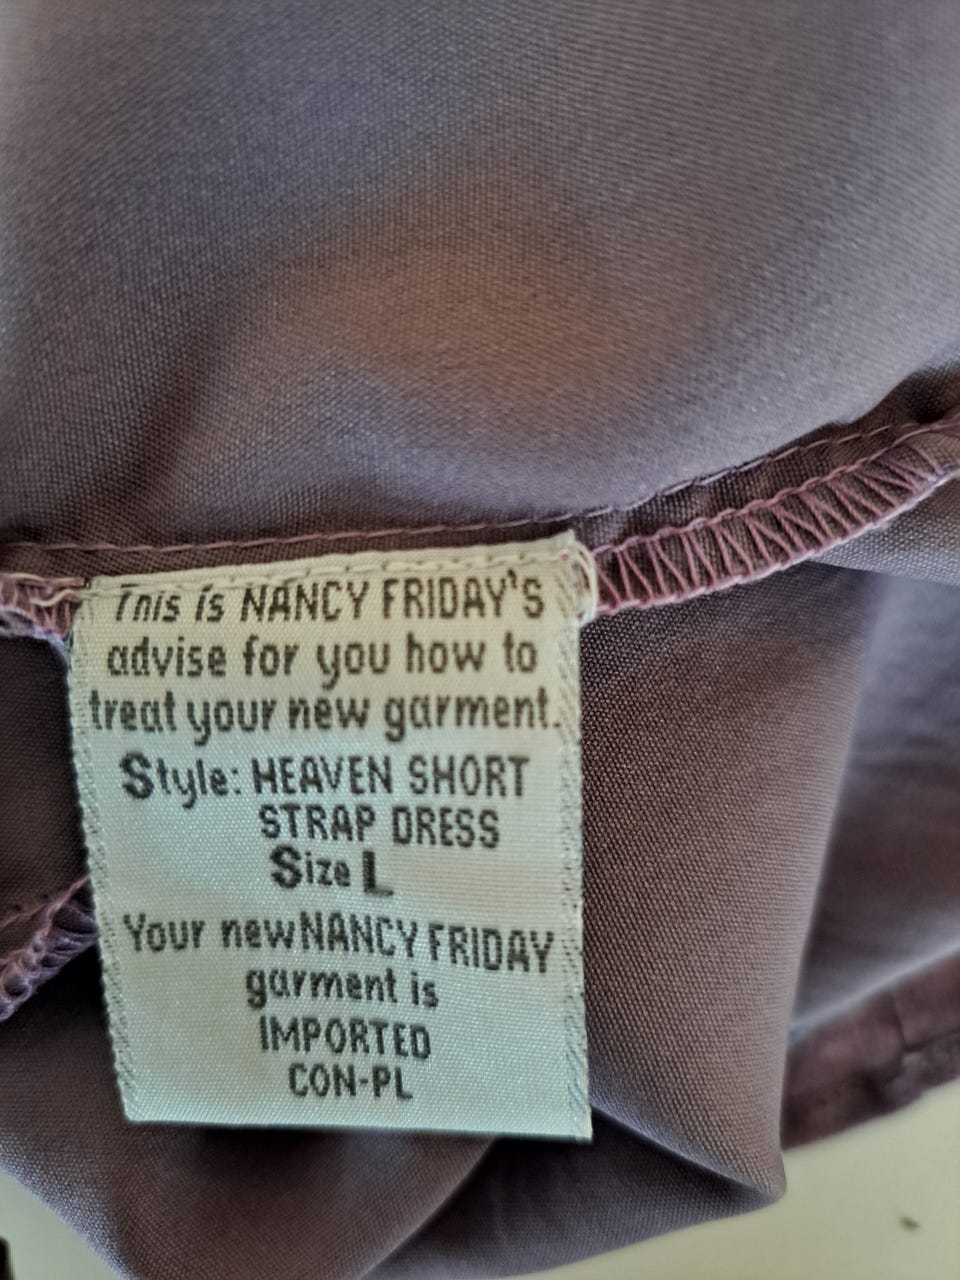 This is NANCY FRIDAY'S
advise for you how to
treat your new garment.
Style: HEAVEN SHORT
STRAP DRESS
Size L
Your new NANCY FRIDAY
garment is
IMPORTED
CON-PL